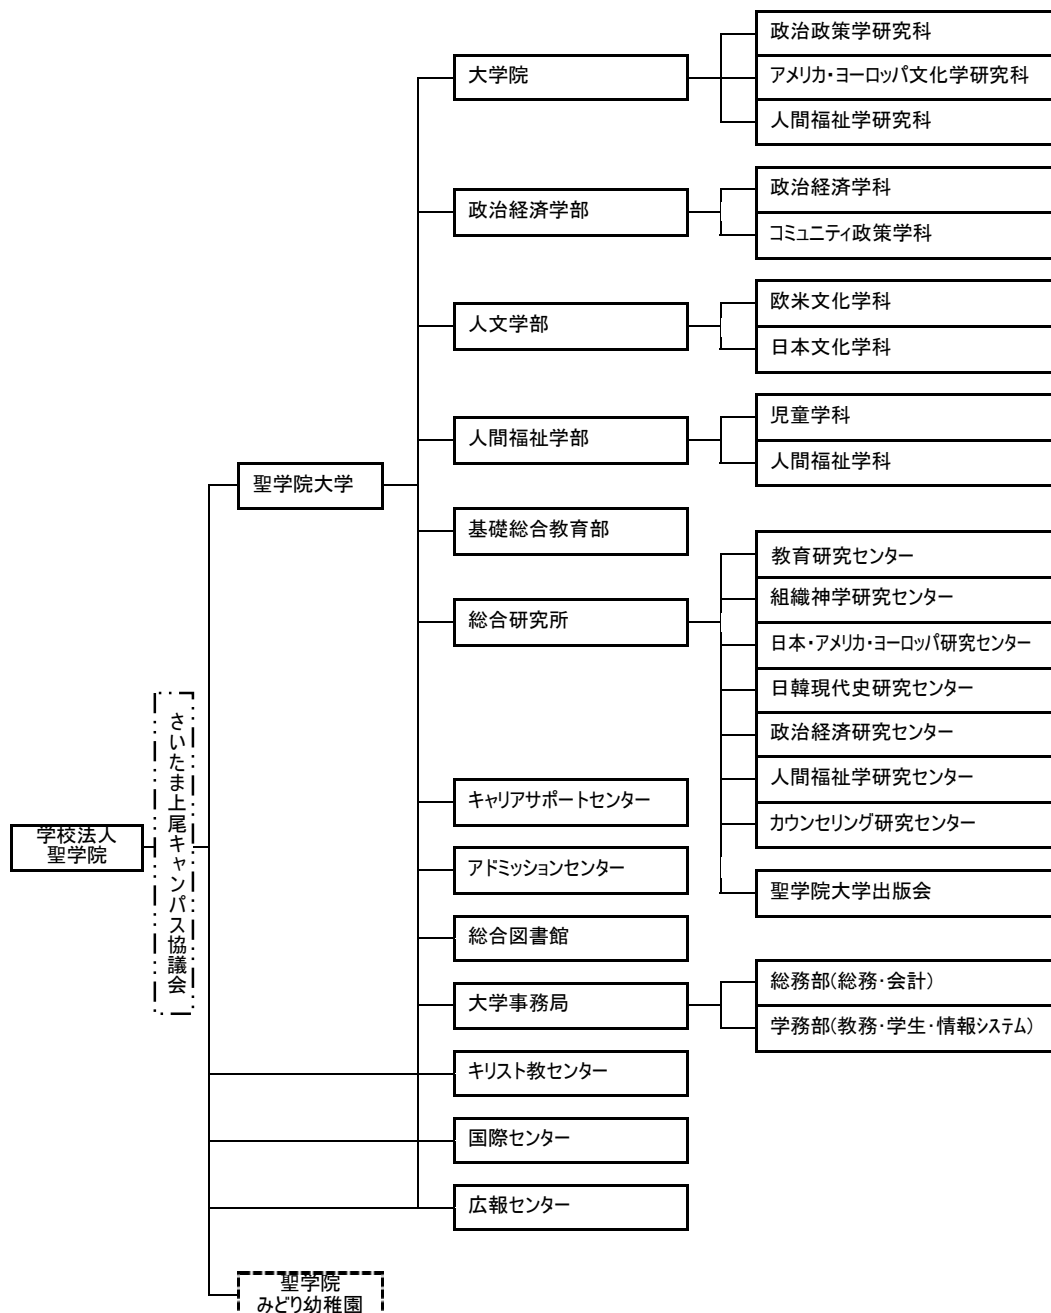 学校法人
聖学院
さいたま上尾キャンパス協議会
聖学院大学
大学院
政治政策学研究科
アメリカ・ヨーロッパ文化学研究科
人間福祉学研究科
政治経済学部
政治経済学科
コミュニティ政策学科
人文学部
欧米文化学科
日本文化学科
人間福祉学部
児童学科
人間福祉学科
基礎総合教育部
総合研究所
教育研究センター
組織神学研究センター
日本・アメリカ・ヨーロッパ研究センター
日韓現代史研究センター
政治経済研究センター
人間福祉学研究センター
カウンセリング研究センター
聖学院大学出版会
キャリアサポートセンター
アドミッションセンター
総合図書館
大学事務局
総務部(総務・会計)
学務部(教務・学生・情報システム)
キリスト教センター
国際センター
広報センター
聖学院
みどり幼稚園